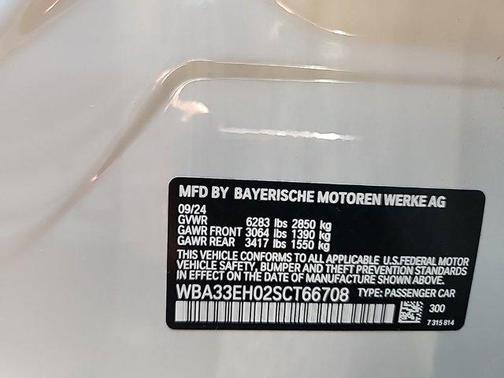 MFD BY BAYERISCHE MOTOREN WERKE AG
09/24
GVWR 6283 lbs 2850 kg
GAWR FRONT 3064 lbs 1390 kg
GAWR REAR 3417 lbs 1550 kg
THIS VEHICLE CONFORMS TO ALL APPLICABLE U.S. FEDERAL MOTOR
VEHICLE SAFETY, BUMPER, AND THEFT PREVENTION STANDARDS
IN EFFECT ON THE DATE OF MANUFACTURE SHOWN ABOVE.
WBA33EH02SCT66708 TYPE: PASSENGER CAR
300
7 315 814